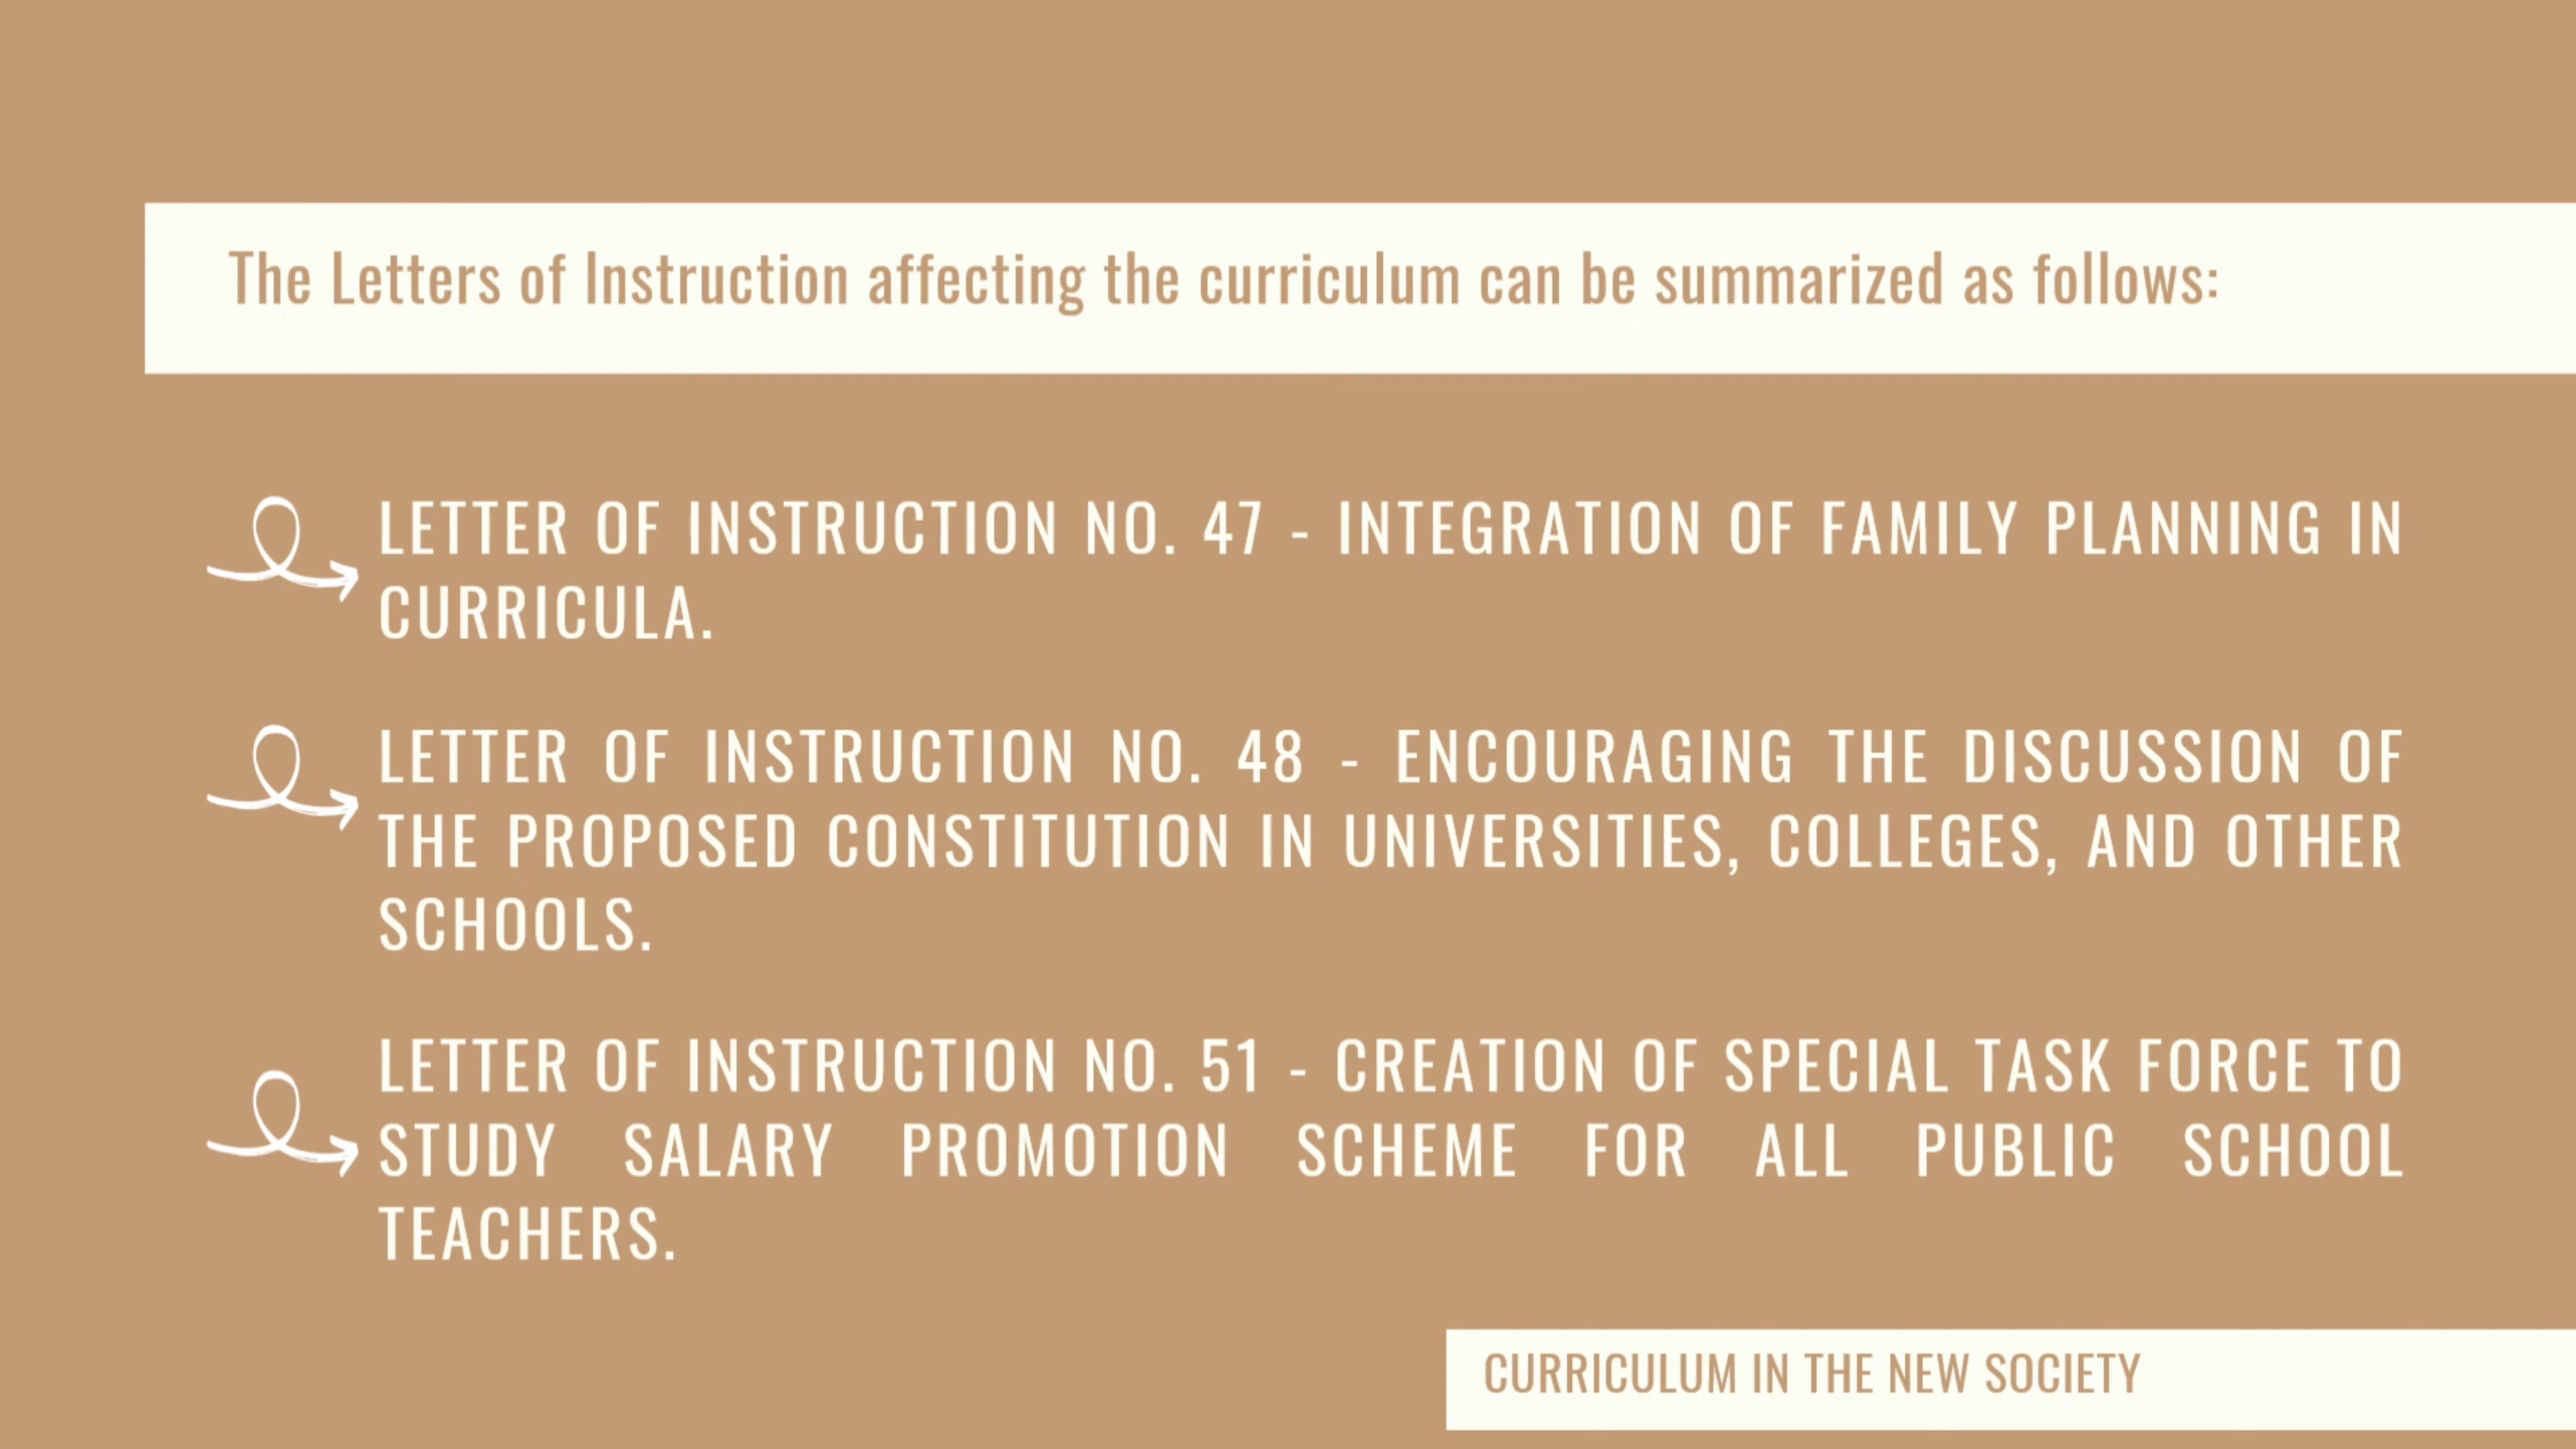 The Letters of Instruction affecting the curriculum can be summarized as follows:
LETTER OF INSTRUCTION NO. 47 - INTEGRATION OF FAMILY PLANNING IN
CURRICULA.
LETTER OF INSTRUCTION NO. 48 - ENCOURAGING THE DISCUSSION OF
THE PROPOSED CONSTITUTION IN UNIVERSITIES, COLLEGES, AND OTHER
SCHOOLS.
LETTER OF INSTRUCTION NO. 51 - CREATION OF SPECIAL TASK FORCE TO
STUDY SALARY PROMOTION SCHEME FOR ALL PUBLIC SCHOOL
TEACHERS.
CURRICULUM IN THE NEW SOCIETY